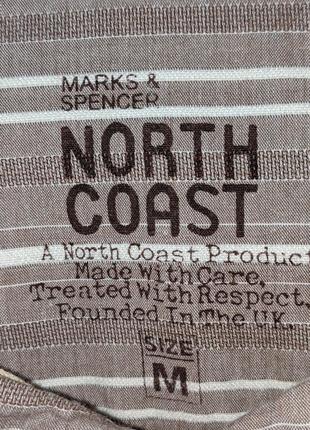 MARKS &
SPENCER
NORTH
COAST
A North Coast Product
Made With Care,
Treated With Respect,
Founded In The UK.
SIZE
M